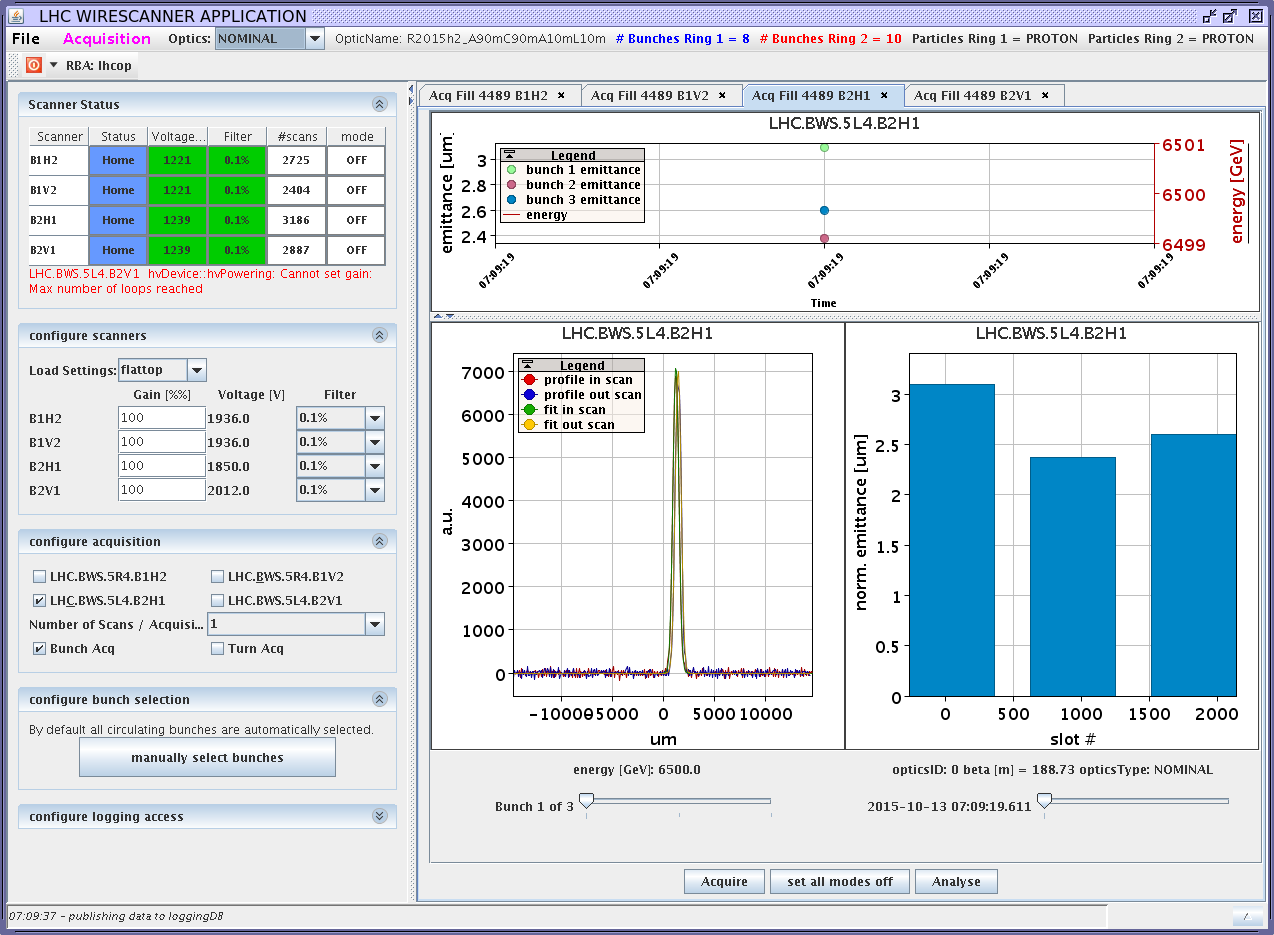 LHC WIRESCANNER APPLICATION
File Acquisition Optics: NOMINAL OpticName: R2015h2_A90mC90mA10mL10m # Bunches Ring 1 = 8 # Bunches Ring 2 = 10 Particles Ring 1 = PROTON Particles Ring 2 = PROTON
RBA: lhcop
Scanner Status
Scanner Status Voltage... Filter #scans mode
B1H2 Home 1221 0.1% 2725 OFF
B1V2 Home 1221 0.1% 2404 OFF
B2H1 Home 1239 0.1% 3186 OFF
B2V1 Home 1239 0.1% 2887 OFF
LHC.BWS.5L4.B2V1 hvDevice::hvPowering: Cannot set gain:
Max number of loops reached
configure scanners
Load Settings: flattop
Gain [%%] Voltage [V] Filter
B1H2 100 1936.0 0.1%
B1V2 100 1936.0 0.1%
B2H1 100 1850.0 0.1%
B2V1 100 2012.0 0.1%
configure acquisition
LHC.BWS.5R4.B1H2 LHC.BWS.5R4.B1V2
LHC.BWS.5L4.B2H1 LHC.BWS.5L4.B2V1
Number of Scans / Acquisi... 1
Bunch Acq Turn Acq
configure bunch selection
By default all circulating bunches are automatically selected.
manually select bunches
configure logging access
Acq Fill 4489 B1H2 × Acq Fill 4489 B1V2 × Acq Fill 4489 B2H1 × Acq Fill 4489 B2V1 ×
LHC.BWS.5L4.B2H1
emittance [um]
3
2.8
2.6
2.4
Legend
bunch 1 emittance
bunch 2 emittance
bunch 3 emittance
energy
6501
6500
6499
energy [GeV]
07:09:19 07:09:19 07:09:19 07:09:19 07:09:19
Time
LHC.BWS.5L4.B2H1
Legend
profile in scan
profile out scan
fit in scan
fit out scan
7000
6000
5000
4000
3000
2000
1000
0
a.u.
-10000 -5000 0 5000 10000
um
LHC.BWS.5L4.B2H1
norm. emittance [um]
3
2.5
2
1.5
1
0.5
0
0 500 1000 1500 2000
slot #
energy [GeV]: 6500.0
opticsID: 0 beta [m] = 188.73 opticsType: NOMINAL
Bunch 1 of 3
2015-10-13 07:09:19.611
Acquire set all modes off Analyse
07:09:37 - publishing data to loggingDB